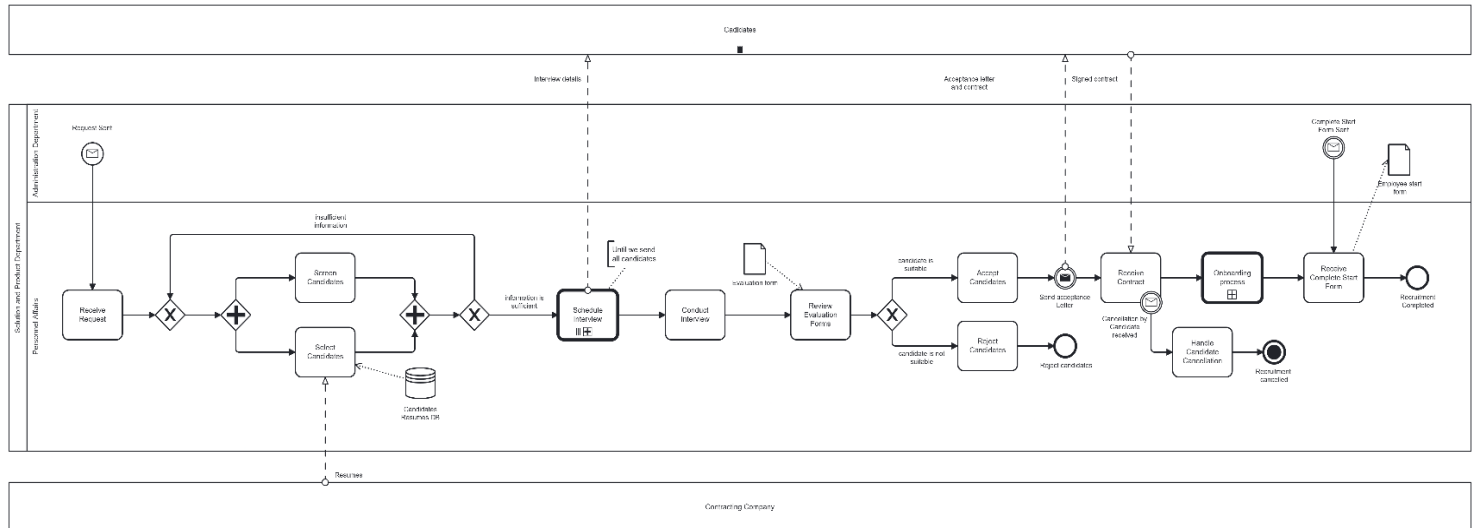 Cadidates
Interview details
Acceptance letter
and contract
Signed contract
Solution and Product Department
Administration Department
Request Sent
Complete Start
Form Sent
Employee start
form
Personnel Affairs
insufficient
information
Until we send
all candidates
Screen
Candidates
Evaluation form
candidate is
suitable
Accept
Candidates
Receive
Contract
Onboarding
process
Receive
Complete Start
Form
Receive
Request
information is
sufficient
Schedule
Interview
Conduct
Interview
Review
Evaluation
Forms
Send acceptance
Letter
Recruitment
Completed
Select
Candidates
candidate is not
suitable
Reject
Candidates
Reject candidates
Cancellation by
Candidate
received
Handle
Candidate
Cancellation
Recruitment
cancelled
Candidates
Resumes DB
Resumes
Contracting Company